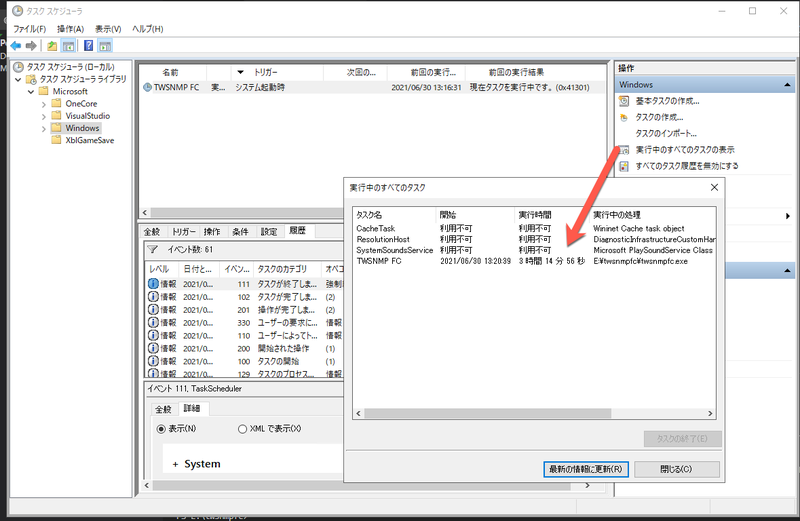 タスク スケジューラ
ファイル(F) 操作(A) 表示(V) ヘルプ(H)
タスク スケジューラ (ローカル)
タスク スケジューラ ライブラリ
Microsoft
OneCore
VisualStudio
Windows
XblGameSave
名前 トリガー 次回の... 前回の実行... 前回の実行結果
TWSNMP FC 実... システム起動時 2021/06/30 13:16:31 現在タスクを実行中です。(0x41301)
操作
Windows
基本タスクの作成...
タスクの作成...
タスクのインポート...
実行中のすべてのタスクの表示
すべてのタスク履歴を無効にする
全般 トリガー 操作 条件 設定 履歴
イベント数: 61
レベル 日付と... イベン... タスクのカテゴリ オペコ
情報 2021/0... 111 タスクが終了しま... 強制
情報 2021/0... 102 タスクが完了しま... (2)
情報 2021/0... 201 操作が完了しま... (2)
情報 2021/0... 330 ユーザーの要求に... 情報
情報 2021/0... 110 ユーザーによってト... 情報
情報 2021/0... 200 開始された操作 (1)
情報 2021/0... 100 タスクの開始 (1)
情報 2021/0... 129 タスクのプロセス... 情報
イベント 111, TaskScheduler
全般 詳細
表示(N) XML で表示(X)
+ System
実行中のすべてのタスク
タスク名 開始 実行時間 実行中の処理
CacheTask 利用不可 利用不可 Wininet Cache task object
ResolutionHost 利用不可 利用不可 DiagnosticInfrastructureCustomHan
SystemSoundsService 利用不可 利用不可 Microsoft PlaySoundService Class
TWSNMP FC 2021/06/30 13:20:39 3 時間 14 分 56 秒 E:¥twsnmpfc¥twsnmpfc.exe
タスクの終了(E)
最新の情報に更新(R) 閉じる(C)